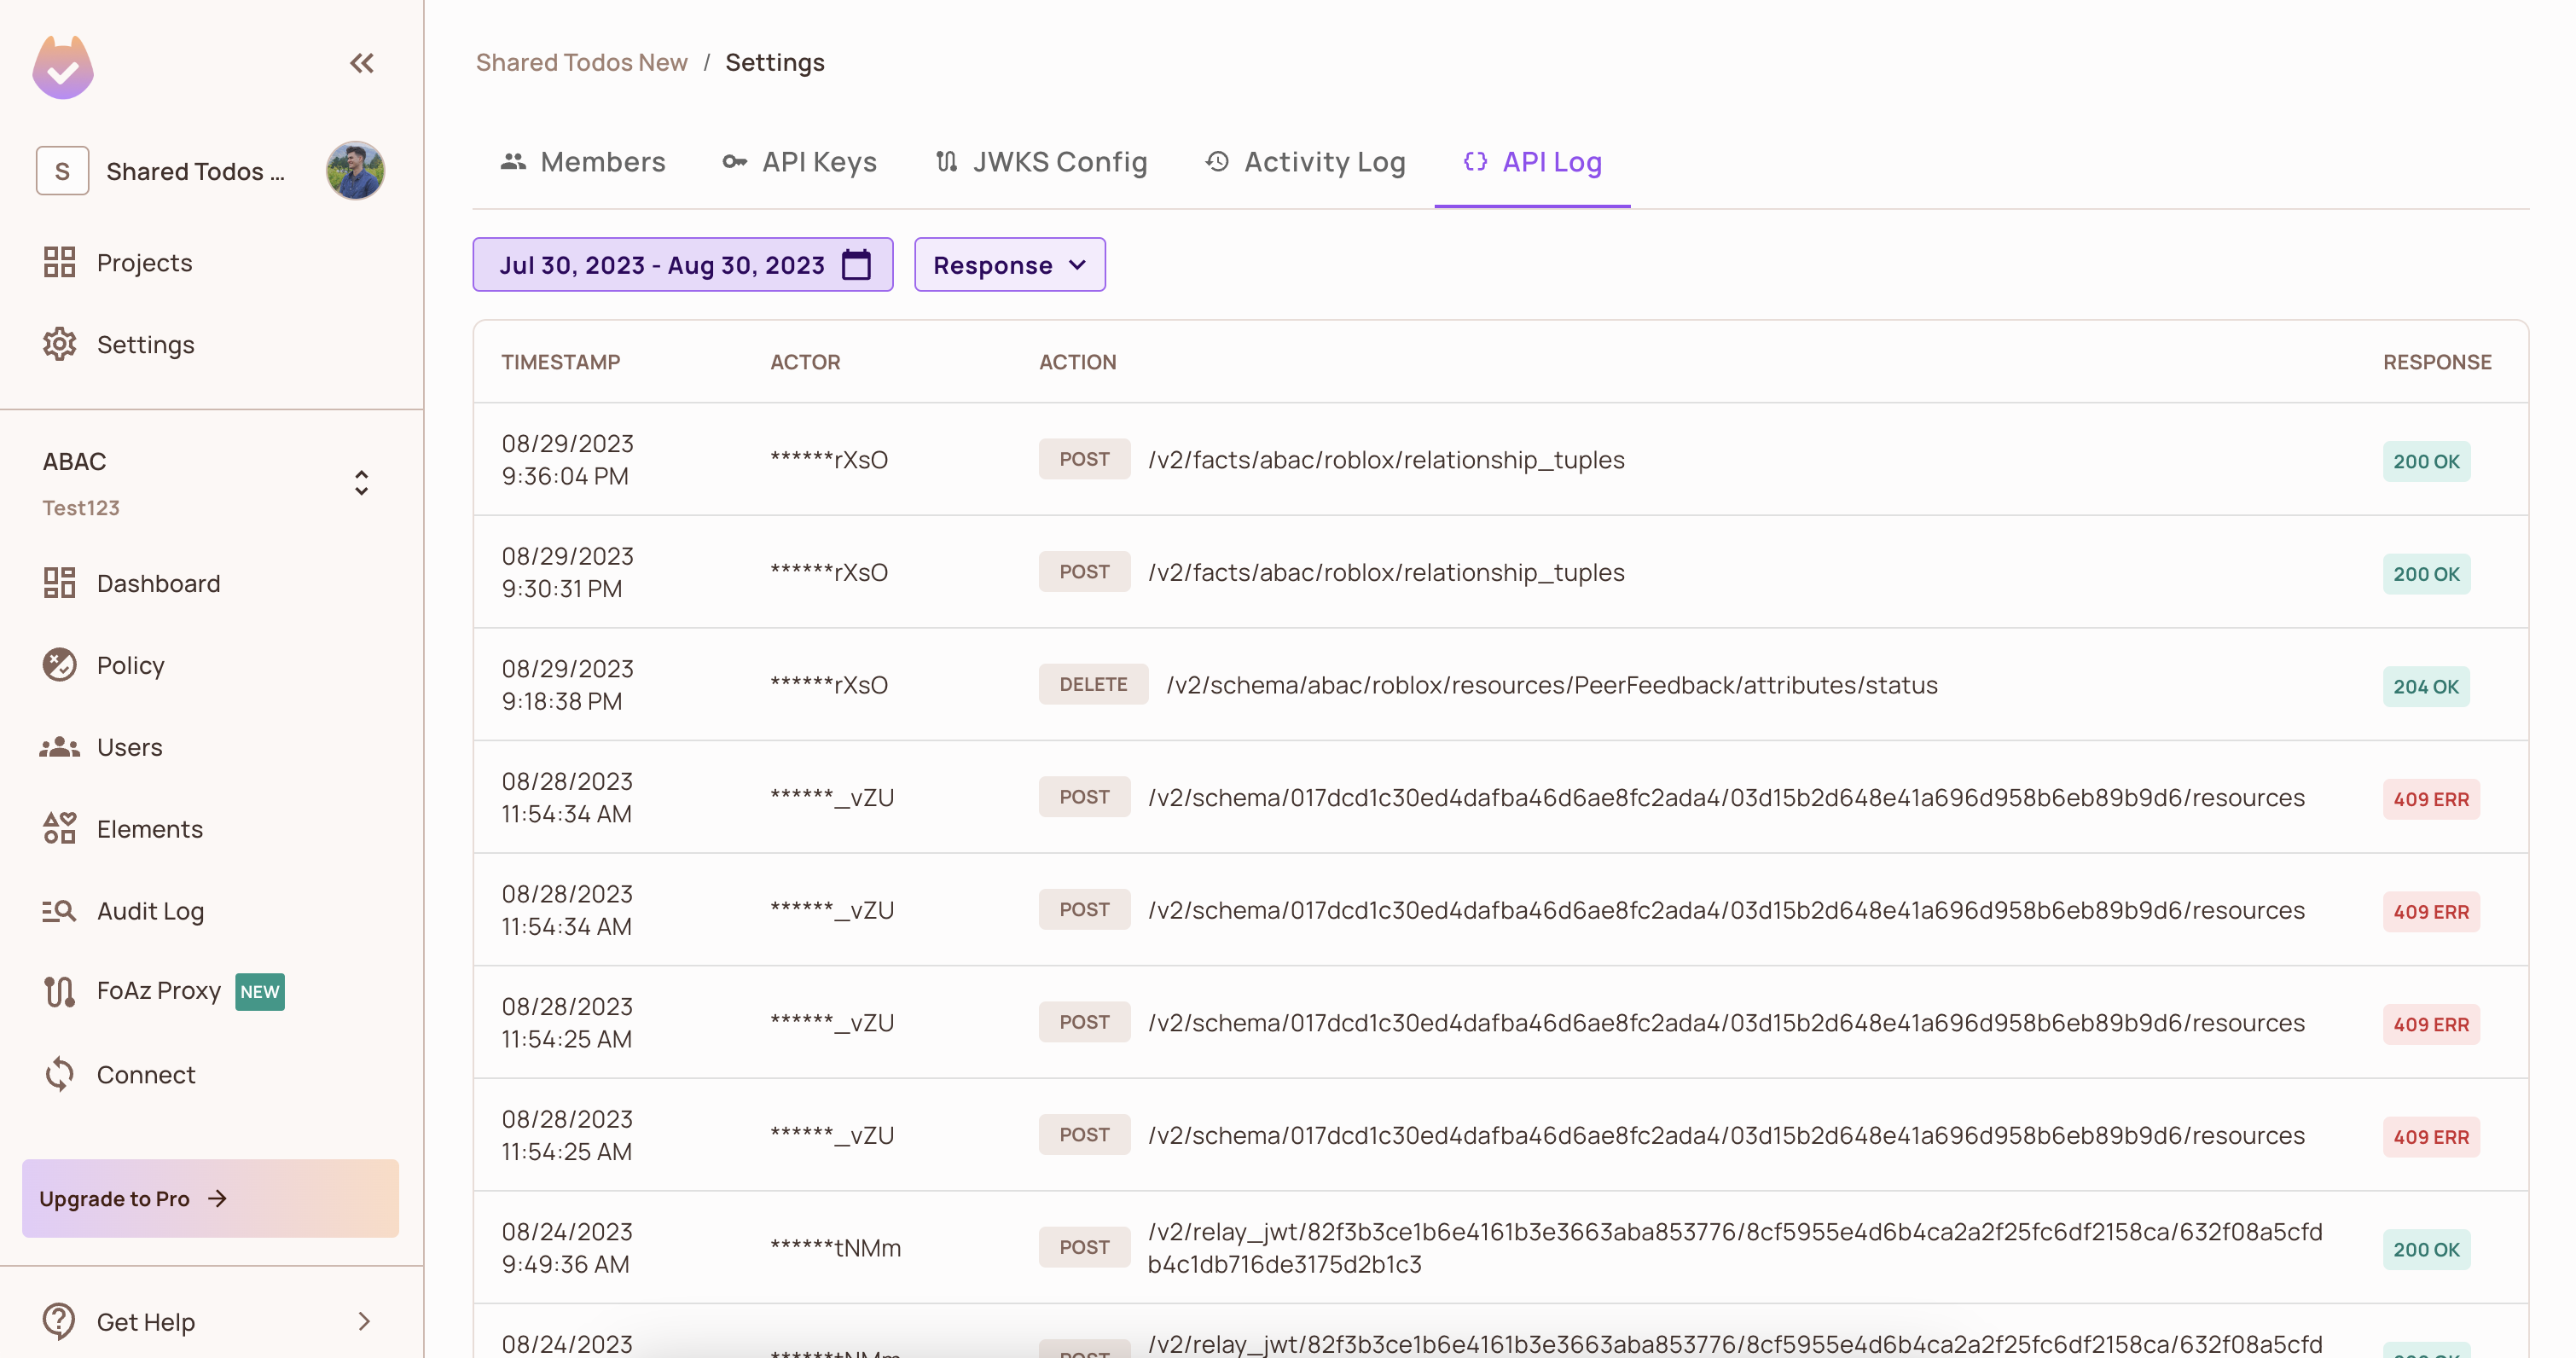 Shared Todos New / Settings
S Shared Todos ...
Projects
Settings
ABAC
Test123
Dashboard
Policy
Users
Elements
Audit Log
FoAz Proxy NEW
Connect
Upgrade to Pro
Get Help
Members API Keys JWKS Config Activity Log API Log
Jul 30, 2023 - Aug 30, 2023 Response
TIMESTAMP ACTOR ACTION RESPONSE
08/29/2023
9:36:04 PM
******rXsO POST /v2/facts/abac/roblox/relationship_tuples 200 OK
08/29/2023
9:30:31 PM
******rXsO POST /v2/facts/abac/roblox/relationship_tuples 200 OK
08/29/2023
9:18:38 PM
******rXsO DELETE /v2/schema/abac/roblox/resources/PeerFeedback/attributes/status 204 OK
08/28/2023
11:54:34 AM
******_vZU POST /v2/schema/017dcd1c30ed4dafba46d6ae8fc2ada4/03d15b2d648e41a696d958b6eb89b9d6/resources 409 ERR
08/28/2023
11:54:34 AM
******_vZU POST /v2/schema/017dcd1c30ed4dafba46d6ae8fc2ada4/03d15b2d648e41a696d958b6eb89b9d6/resources 409 ERR
08/28/2023
11:54:25 AM
******_vZU POST /v2/schema/017dcd1c30ed4dafba46d6ae8fc2ada4/03d15b2d648e41a696d958b6eb89b9d6/resources 409 ERR
08/28/2023
11:54:25 AM
******_vZU POST /v2/schema/017dcd1c30ed4dafba46d6ae8fc2ada4/03d15b2d648e41a696d958b6eb89b9d6/resources 409 ERR
08/24/2023
9:49:36 AM
******tNMm POST /v2/relay_jwt/82f3b3ce1b6e4161b3e3663aba853776/8cf5955e4d6b4ca2a2f25fc6df2158ca/632f08a5cfd
b4c1db716de3175d2b1c3 200 OK
08/24/2023
/v2/relay_jwt/82f3b3ce1b6e4161b3e3663aba853776/8cf5955e4d6b4ca2a2f25fc6df2158ca/632f08a5cfd